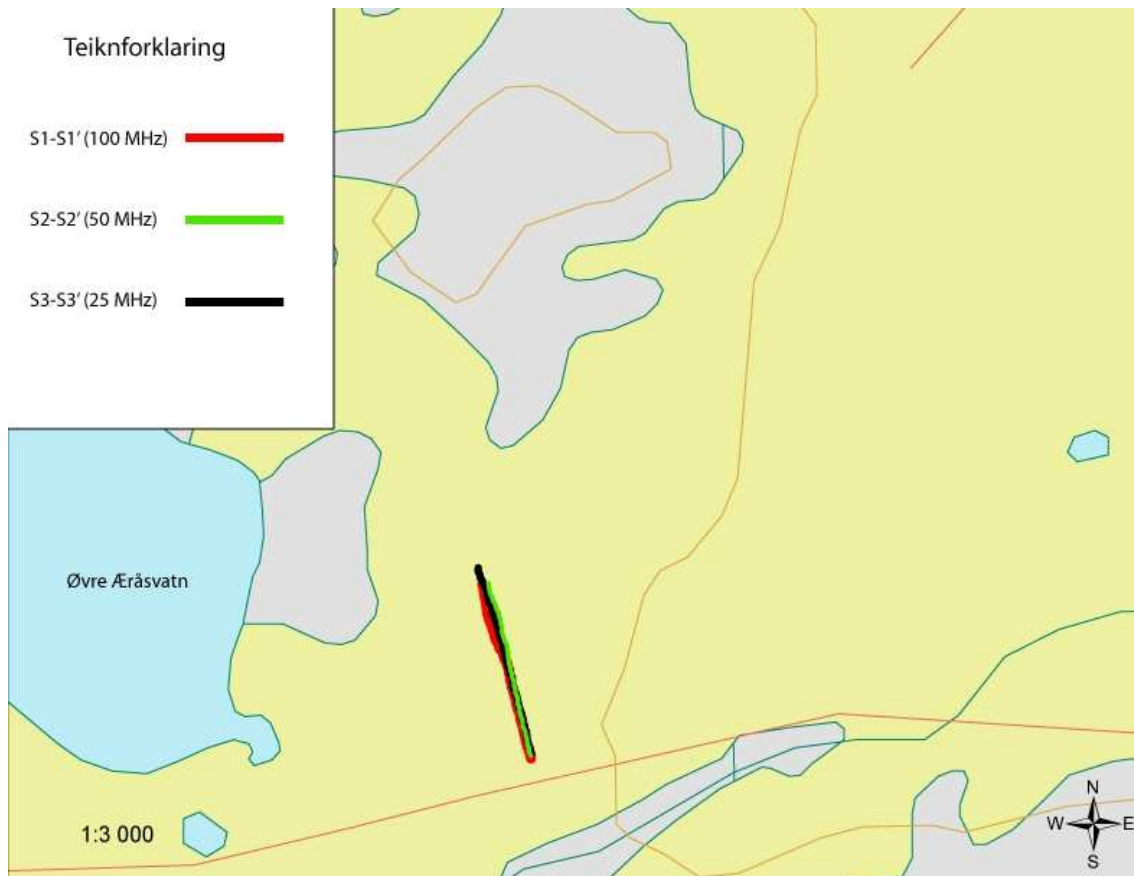 Teiknforklaring
S1-S1' (100 MHz)
S2-S2' (50 MHz)
S3-S3' (25 MHz)
Øvre Æråsvatn
1:3 000
N
W E
S